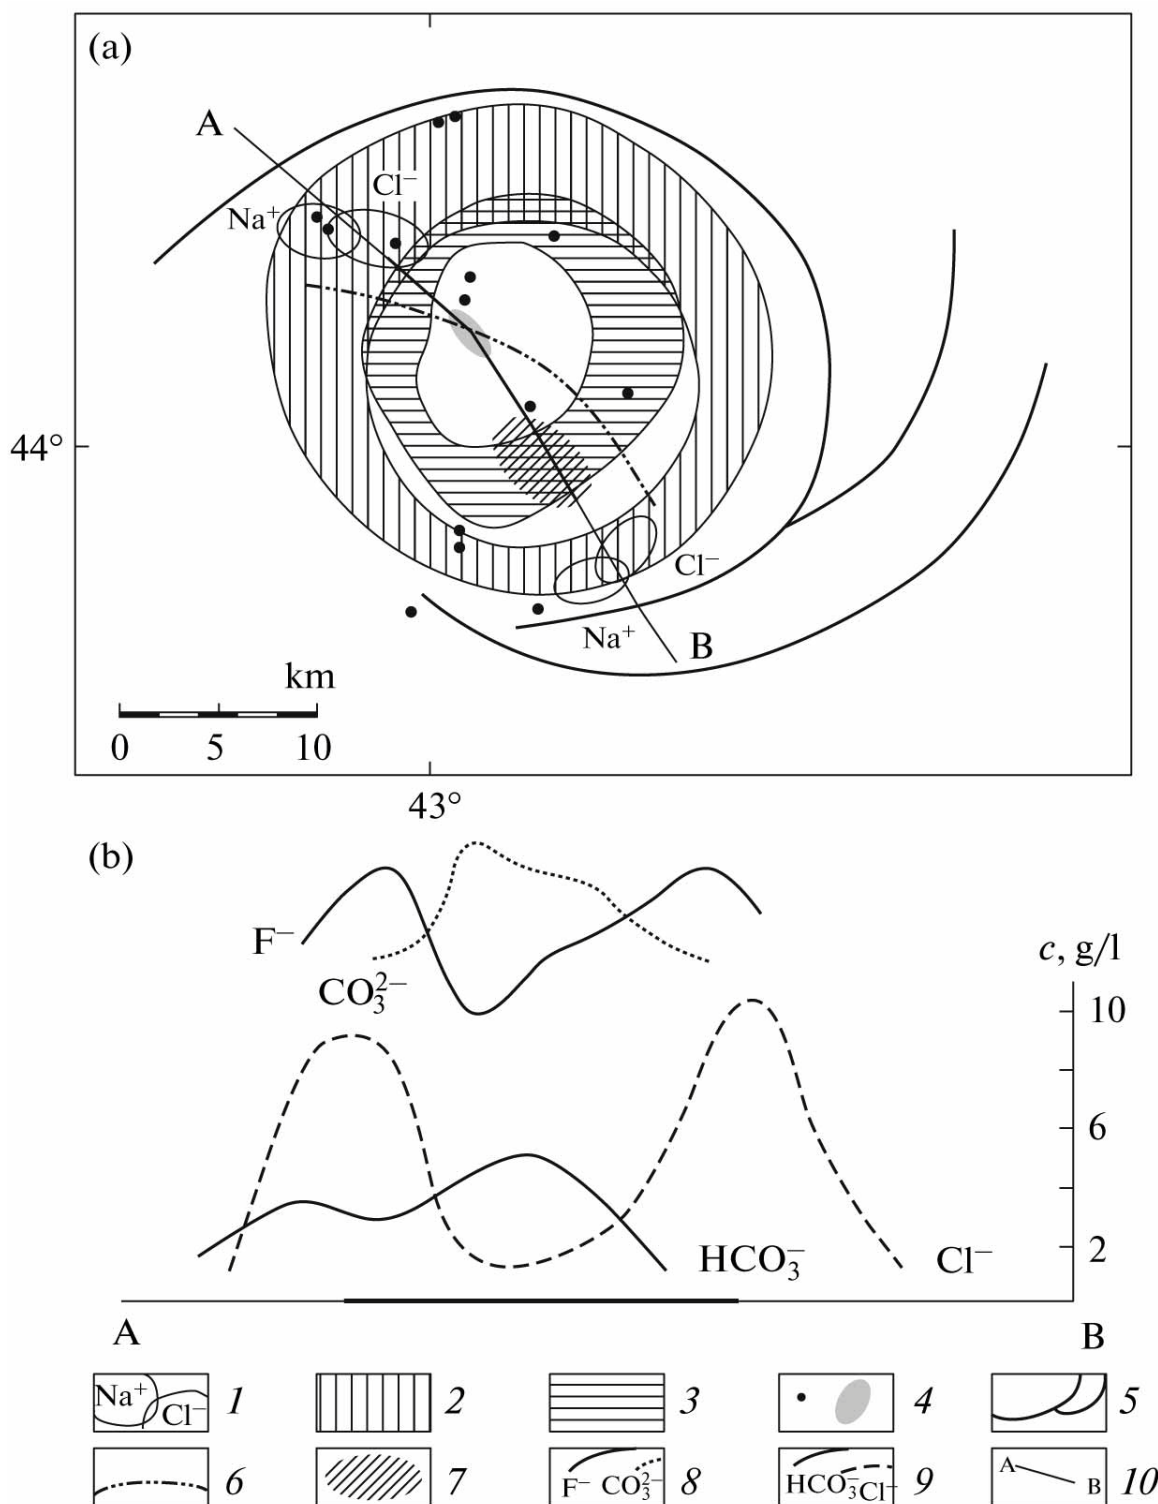 (a)
A
Cl⁻
Na⁺
44°
Cl⁻
Na⁺
B
km
0 5 10
43°
(b)
F⁻
CO₃²⁻
c, g/l
10
6
2
HCO₃⁻
Cl⁻
A
B
Na⁺ Cl⁻ 1
2
3
4
5
6
7
F⁻ CO₃²⁻ 8
HCO₃⁻ Cl⁻ 9
A B 10